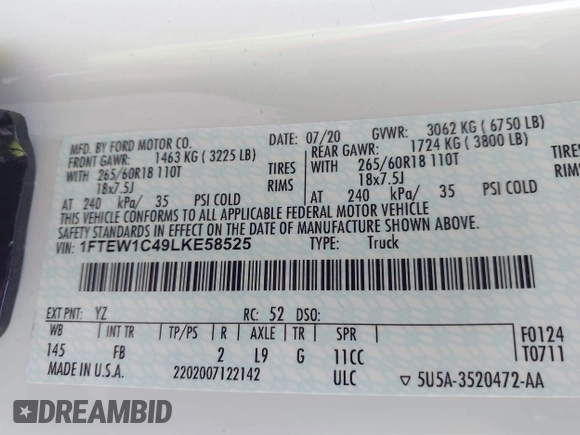 MFD. BY FORD MOTOR CO. DATE: 07/20 GVWR: 3062 KG ( 6750 LB)
FRONT GAWR: 1463 KG ( 3225 LB) REAR GAWR: 1724 KG ( 3800 LB)
WITH 265/60R18 110T TIRES WITH 265/60R18 110T TIRES
18x7.5J RIMS 18x7.5J RIMS
AT 240 kPa/ 35 PSI COLD AT 240 kPa/ 35 PSI COLD
THIS VEHICLE CONFORMS TO ALL APPLICABLE FEDERAL MOTOR VEHICLE
SAFETY STANDARDS IN EFFECT ON THE DATE OF MANUFACTURE SHOWN ABOVE.
VIN: 1FTEW1C49LKE58525 TYPE: Truck
EXT PNT: YZ RC: 52 DSO:
WB INT TR TP/PS R AXLE TR SPR F0124
145 FB 2 L9 G 11CC T0711
MADE IN U.S.A. 2202007122142 ULC ▽ 5U5A-3520472-AA
DREAMBID